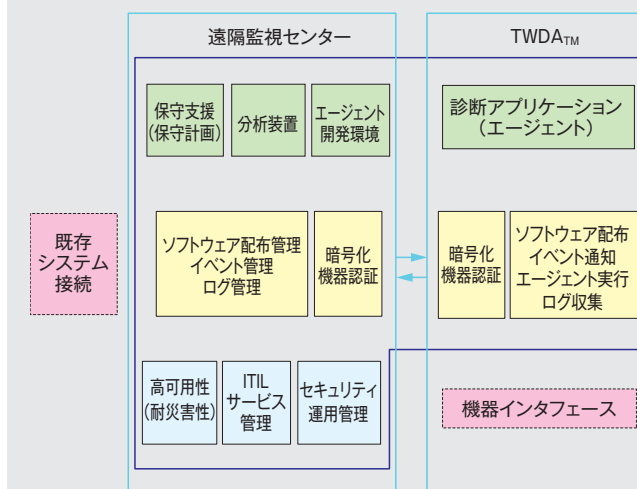 遠隔監視センター
TWDATM
保守支援
(保守計画)
分析装置
エージェント
開発環境
診断アプリケーション
(エージェント)
既存
システム
接続
ソフトウェア配布管理
イベント管理
ログ管理
暗号化
機器認証
暗号化
機器認証
ソフトウェア配布
イベント通知
エージェント実行
ログ収集
高可用性
(耐災害性)
ITIL
サービス
管理
セキュリティ
運用管理
機器インタフェース